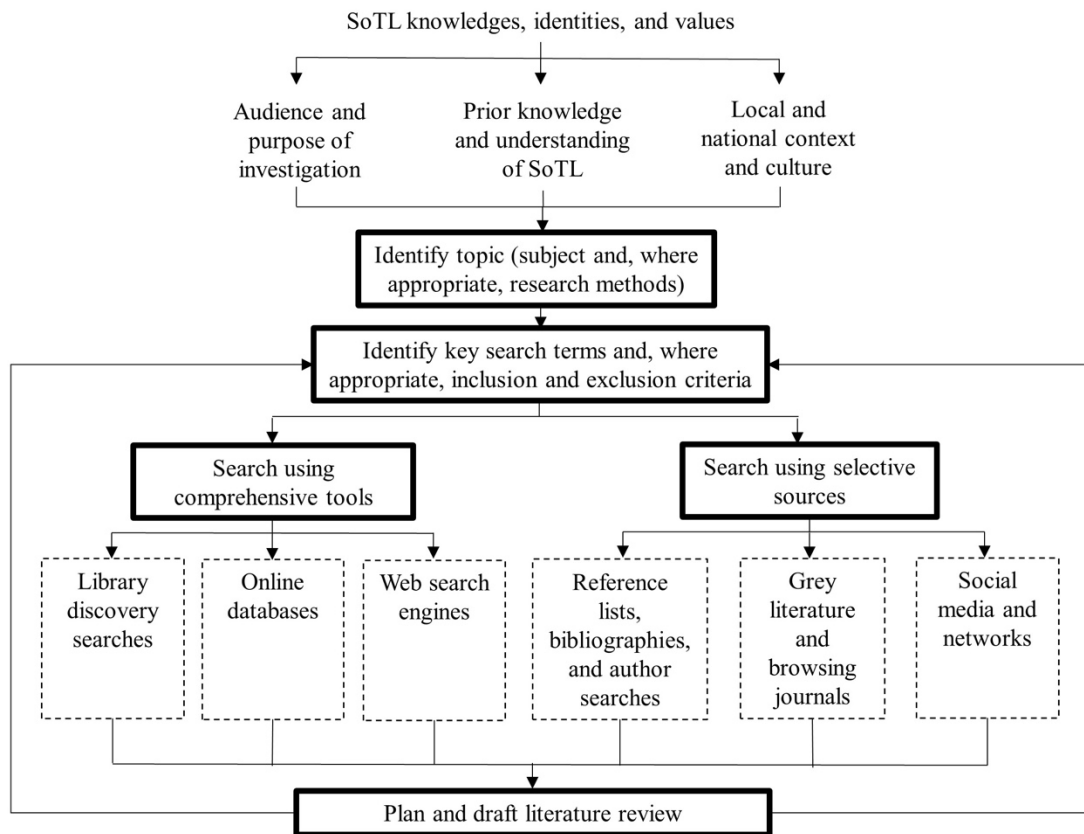 SoTL knowledges, identities, and values
Audience and
purpose of
investigation
Prior knowledge
and understanding
of SoTL
Local and
national context
and culture
Identify topic (subject and, where
appropriate, research methods)
Identify key search terms and, where
appropriate, inclusion and exclusion criteria
Search using
comprehensive tools
Search using selective
sources
Library
discovery
searches
Online
databases
Web search
engines
Reference
lists,
bibliographies,
and author
searches
Grey
literature
and
browsing
journals
Social
media and
networks
Plan and draft literature review